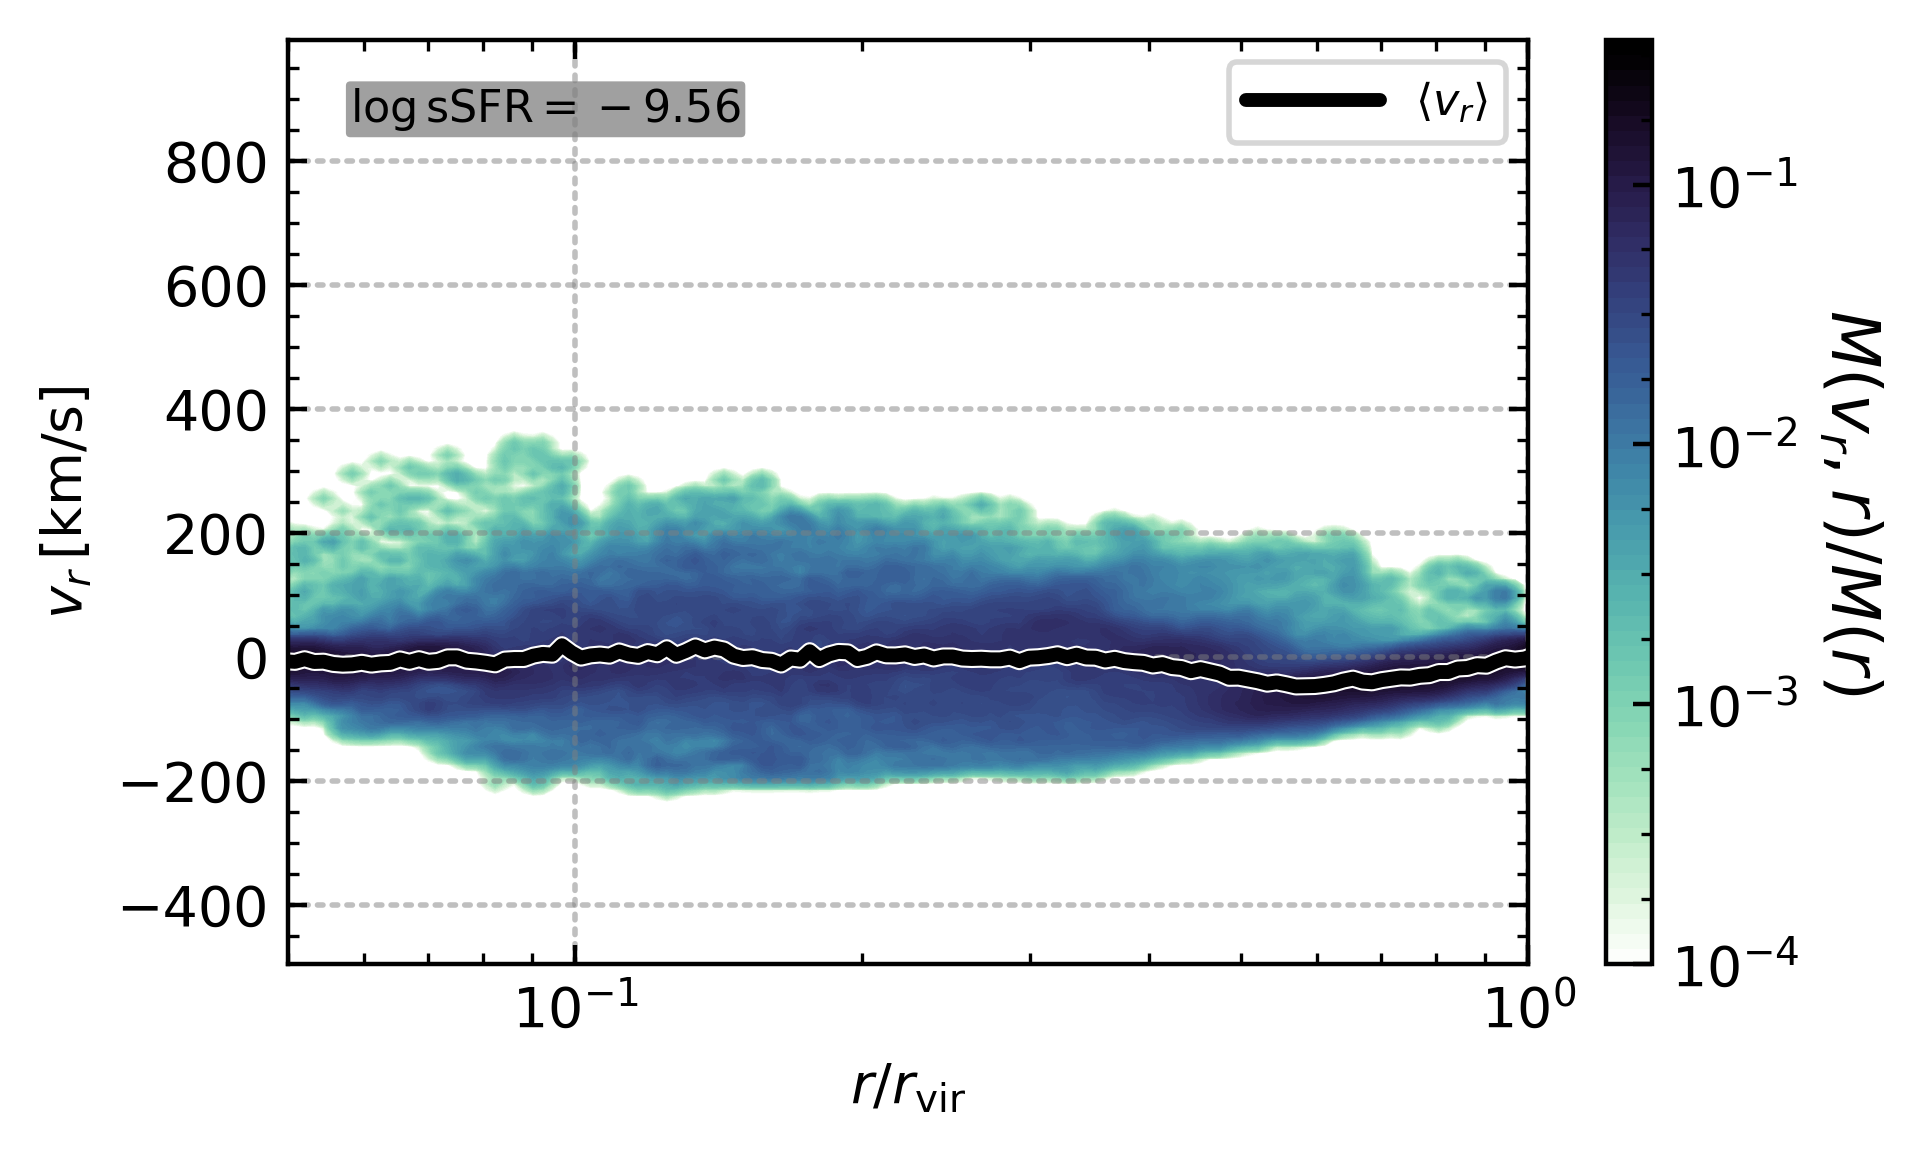 log sSFR = −9.56
⟨v_r⟩
800
600
400
200
0
−200
−400
v_r [km/s]
10^−1
10^0
r/r_vir
10^−1
10^−2
10^−3
10^−4
M(v_r, r)/M(r)